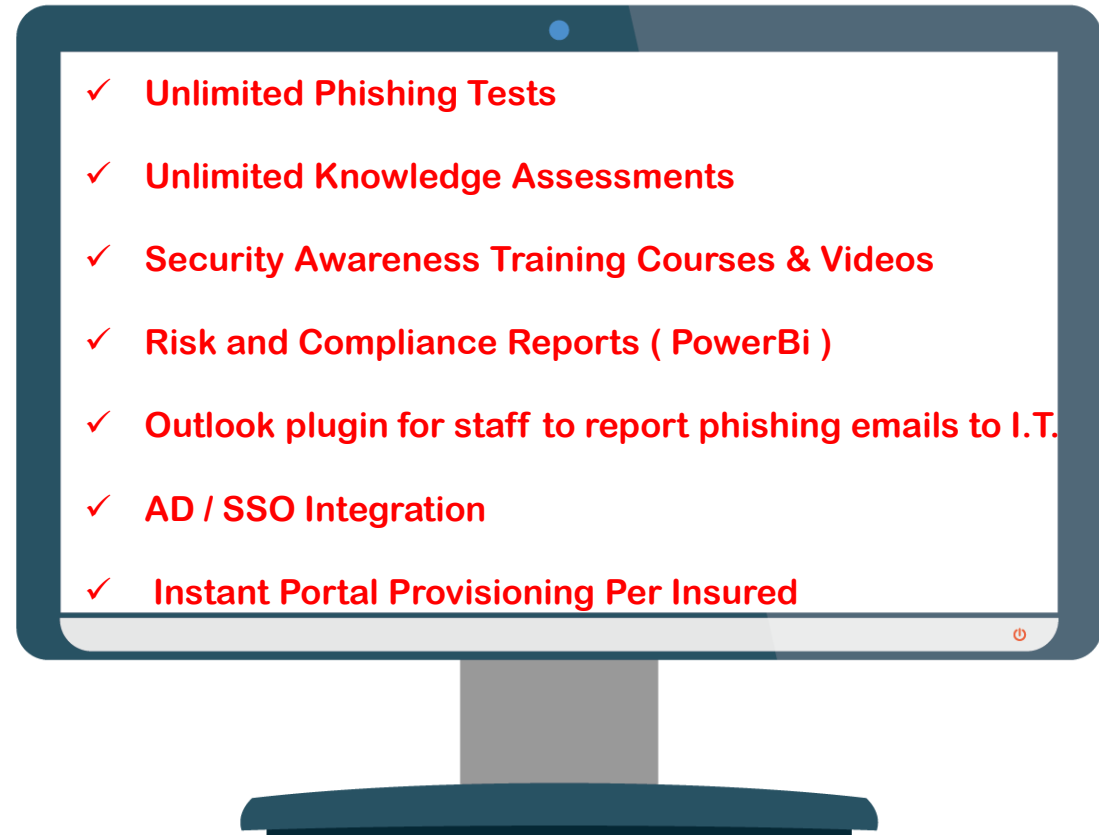 ✓ Unlimited Phishing Tests
✓ Unlimited Knowledge Assessments
✓ Security Awareness Training Courses & Videos
✓ Risk and Compliance Reports ( PowerBi )
✓ Outlook plugin for staff to report phishing emails to I.T.
✓ AD / SSO Integration
✓ Instant Portal Provisioning Per Insured